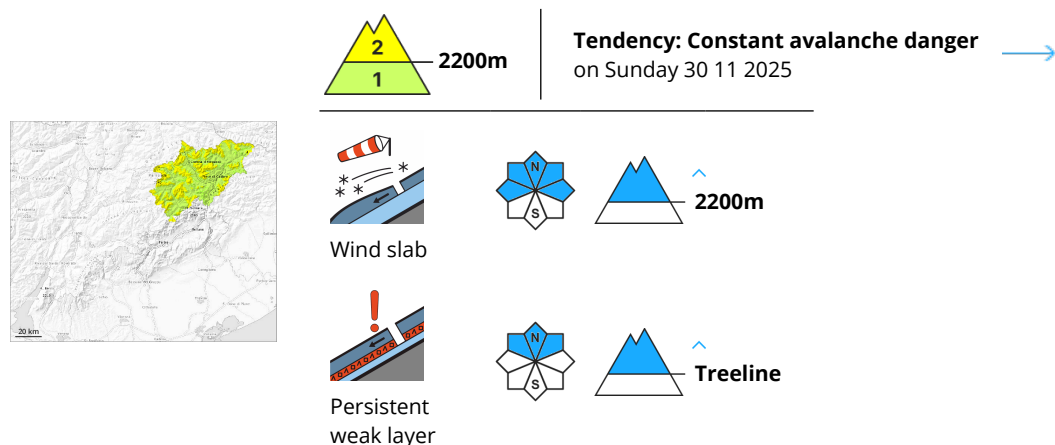 2
1
2200m
Tendency: Constant avalanche danger
on Sunday 30 11 2025
20 km
N
S
2200m
Wind slab
N
S
Treeline
Persistent
weak layer